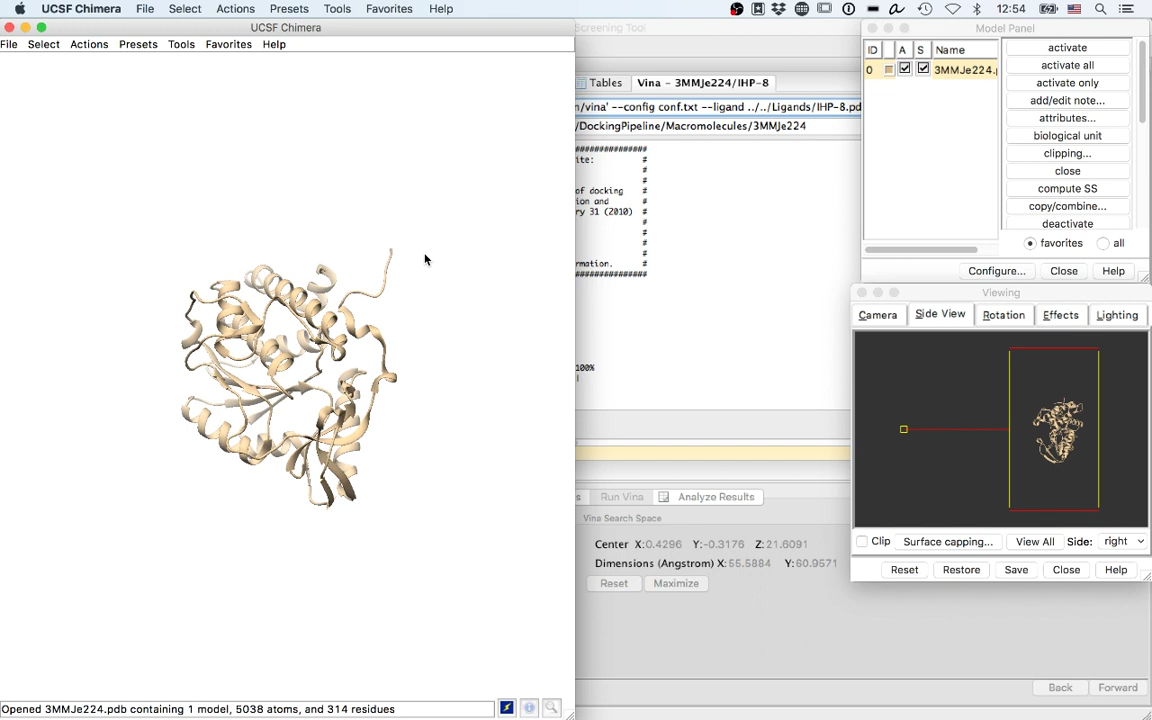 UCSF Chimera File Select Actions Presets Tools Favorites Help 12:54
UCSF Chimera
File Select Actions Presets Tools Favorites Help
Opened 3MMJe224.pdb containing 1 model, 5038 atoms, and 314 residues
Screening Tool
Tables Vina - 3MMJe224/IHP-8
n/vina' --config conf.txt --ligand ../../Ligands/IHP-8.pd
/DockingPipeline/Macromolecules/3MMJe224
#################
ite: #
#
#
of docking #
ion and #
ry 31 (2010) #
#
#
#
#
rmation. #
#################
100%
|
s Run Vina Analyze Results
Vina Search Space
Center X:0.4296 Y:-0.3176 Z:21.6091
Dimensions (Angstrom) X:55.5884 Y:60.9571
Reset Maximize
Back Forward
Model Panel
ID A S Name
0 3MMJe224.p
activate
activate all
activate only
add/edit note...
attributes...
biological unit
clipping...
close
compute SS
copy/combine...
deactivate
favorites all
Configure... Close Help
Viewing
Camera Side View Rotation Effects Lighting
Clip Surface capping... View All Side: right
Reset Restore Save Close Help